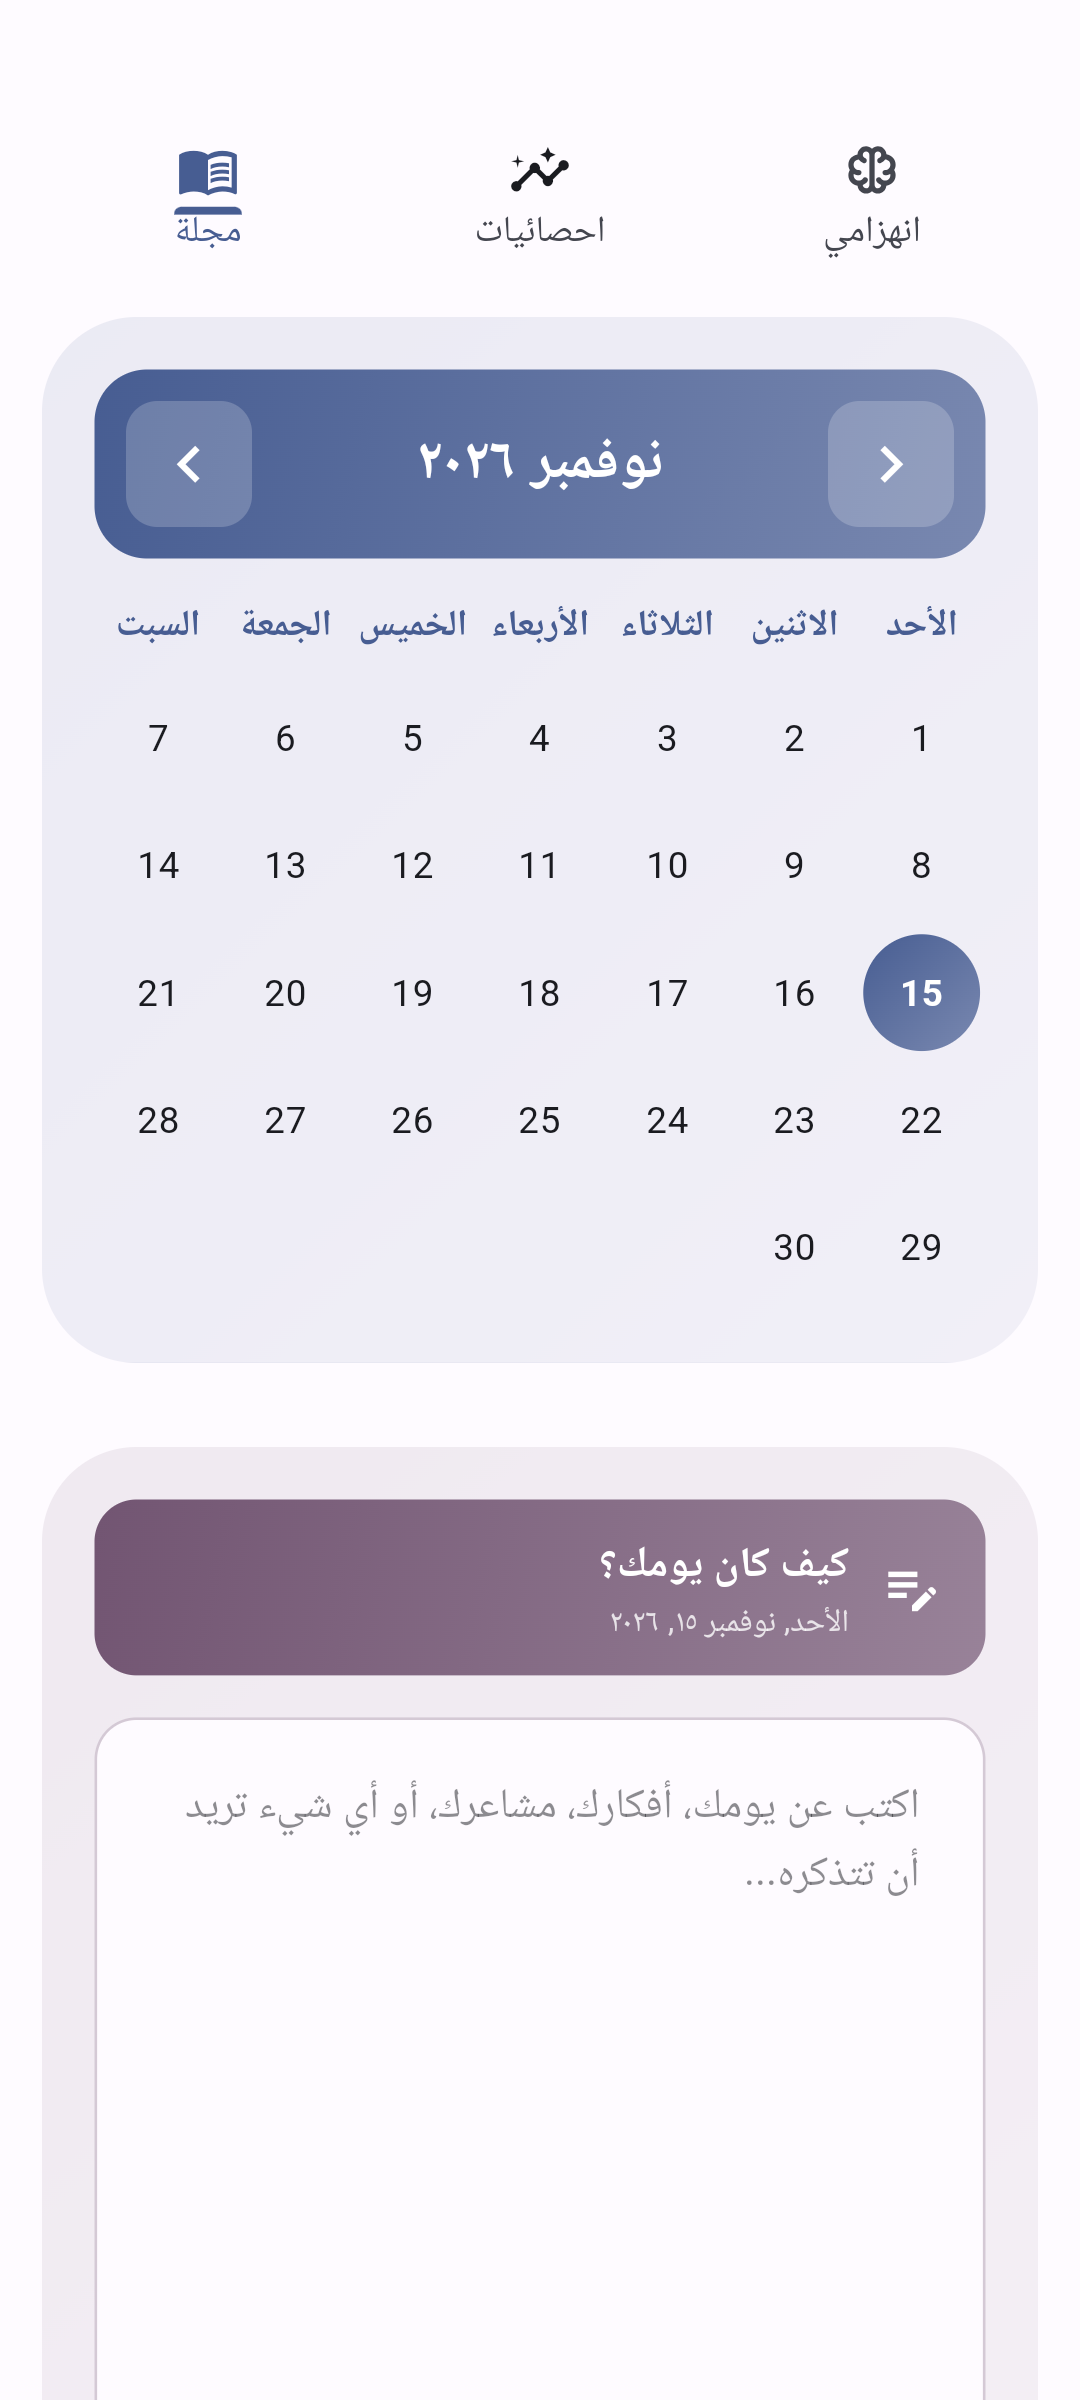 انهزامي
احصائيات
مجلة
نوفمبر ٢٠٢٦
الأحد الاثنين الثلاثاء الأربعاء الخميس الجمعة السبت
1 2 3 4 5 6 7
8 9 10 11 12 13 14
15 16 17 18 19 20 21
22 23 24 25 26 27 28
29 30
كيف كان يومك؟
الأحد, نوفمبر ١٥, ٢٠٢٦
اكتب عن يومك، أفكارك، مشاعرك، أو أي شيء تريد
أن تتذكره...